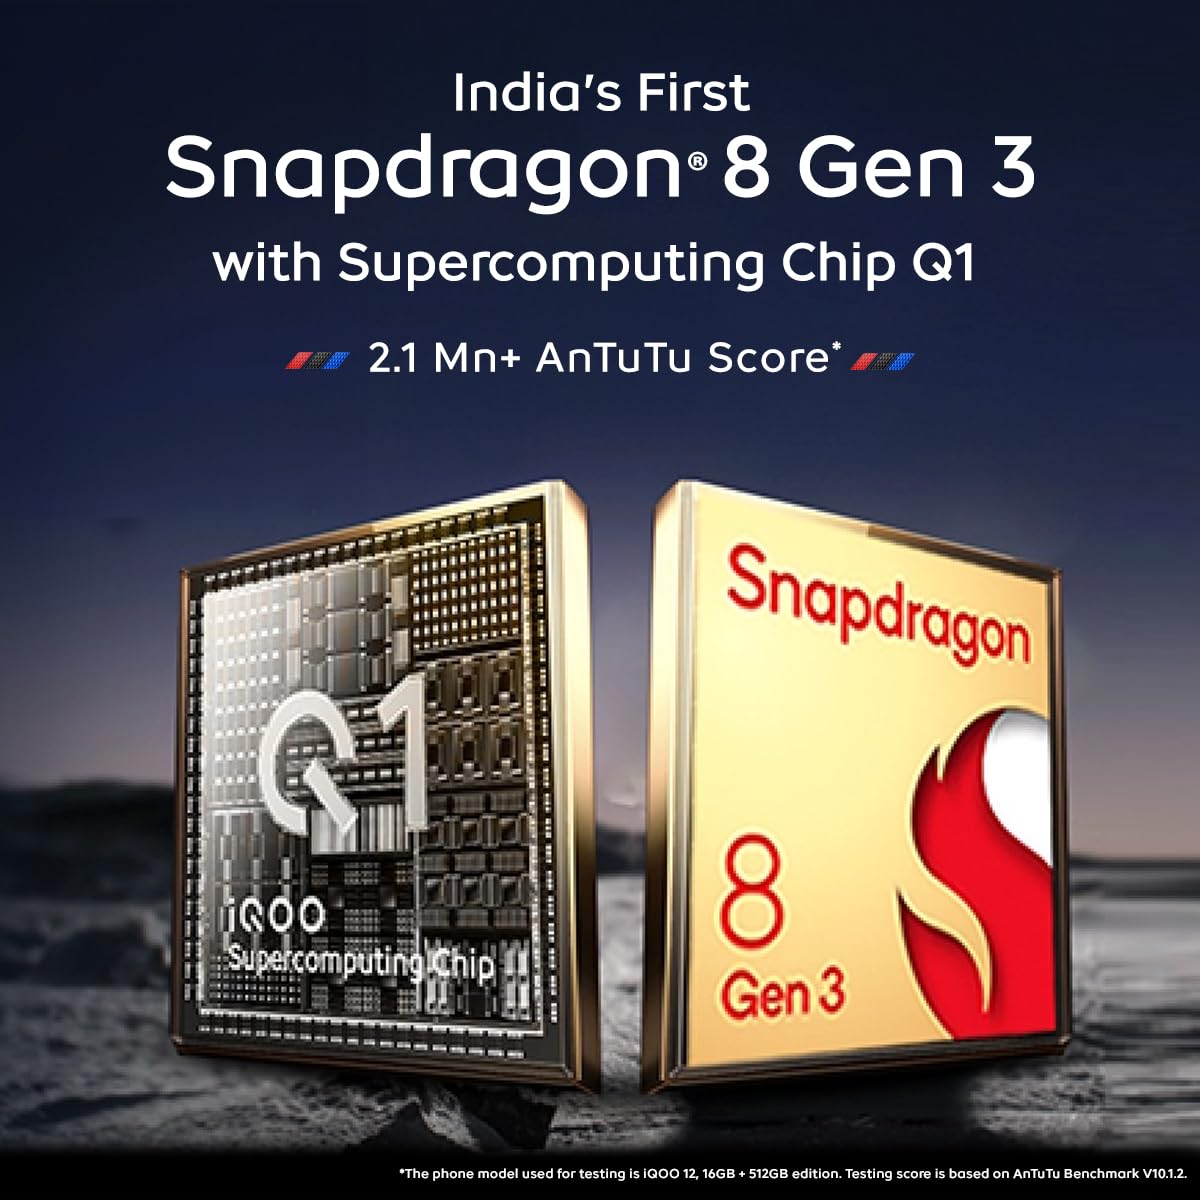 India's First
Snapdragon® 8 Gen 3
with Supercomputing Chip Q1
2.1 Mn+ AnTuTu Score*
Q1
iQOO
Supercomputing Chip
Snapdragon
8
Gen 3
*The phone model used for testing is iQOO 12, 16GB + 512GB edition. Testing score is based on AnTuTu Benchmark V10.1.2.